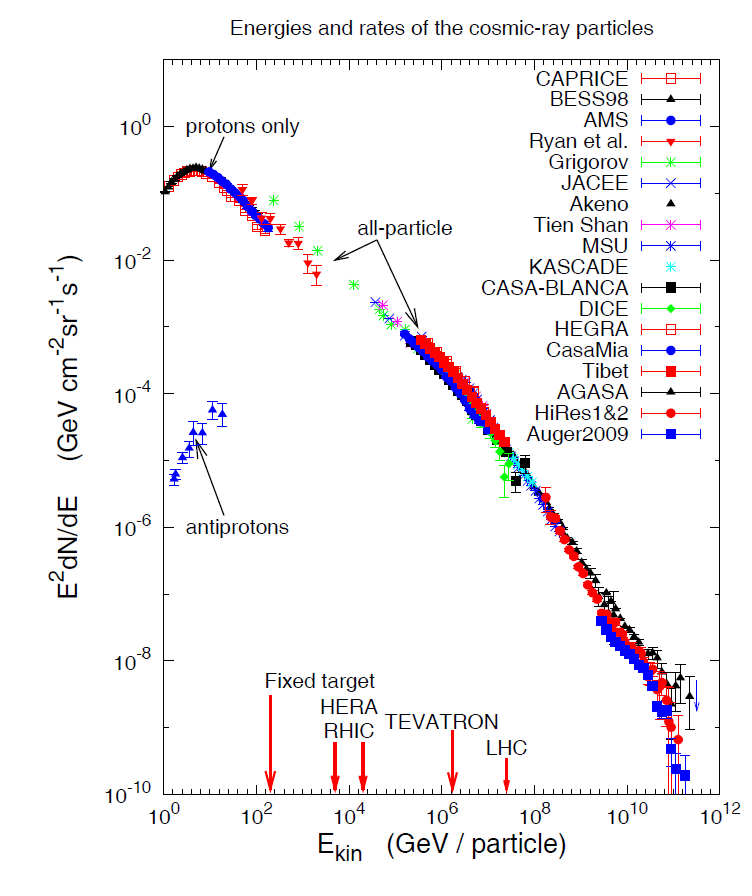 Energies and rates of the cosmic-ray particles
CAPRICE
BESS98
AMS
Ryan et al.
Grigorov
JACEE
Akeno
Tien Shan
MSU
KASCADE
CASA-BLANCA
DICE
HEGRA
CasaMia
Tibet
AGASA
HiRes1&2
Auger2009
protons only
all-particle
antiprotons
Fixed target
HERA
RHIC
TEVATRON
LHC
10⁰
10⁻²
10⁻⁴
10⁻⁶
10⁻⁸
10⁻¹⁰
E²dN/dE (GeV cm⁻²sr⁻¹s⁻¹)
10⁰ 10² 10⁴ 10⁶ 10⁸ 10¹⁰ 10¹²
Eₖᵢₙ (GeV / particle)